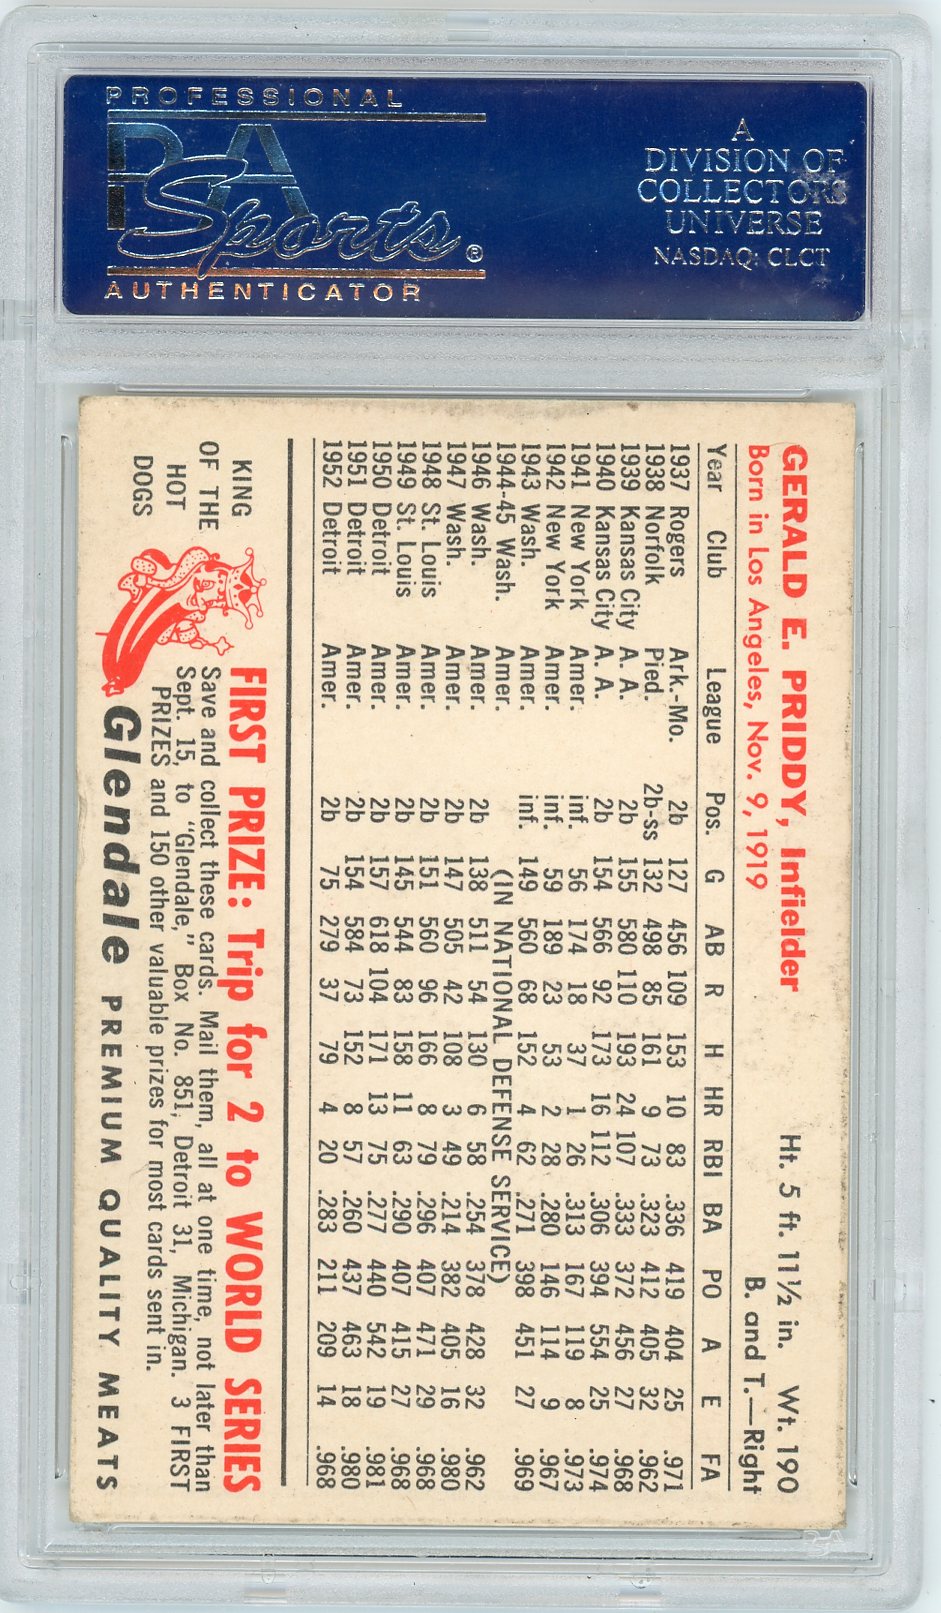 PROFESSIONAL
PSA
Sports®
AUTHENTICATOR
A
DIVISION OF
COLLECTORS
UNIVERSE
NASDAQ: CLCT
GERALD E. PRIDDY, Infielder Ht. 5 ft. 11½ in. Wt. 190
Born in Los Angeles, Nov. 9, 1919 B. and T.—Right
Year Club League Pos. G AB R H HR RBI BA PO A E FA
1937 Rogers Ark.-Mo. 2b 127 456 109 153 10 83 .336 419 404 25 .971
1938 Norfolk Pied. 2b-ss 132 498 85 161 9 73 .323 412 405 32 .962
1939 Kansas City A. A. 2b 155 580 110 193 24 107 .333 372 456 27 .968
1940 Kansas City A. A. 2b 154 566 92 173 16 112 .306 394 554 25 .974
1941 New York Amer. inf. 56 174 18 37 1 26 .313 167 119 8 .973
1942 New York Amer. inf. 59 189 23 53 2 28 .280 146 114 9 .967
1943 Wash. Amer. inf. 149 560 68 152 4 62 .271 398 451 27 .969
1944-45 Wash. Amer. (IN NATIONAL DEFENSE SERVICE)
1946 Wash. Amer. 2b 138 511 54 130 6 58 .254 378 428 32 .962
1947 Wash. Amer. 2b 147 505 42 108 3 49 .214 382 405 16 .980
1948 St. Louis Amer. 2b 151 560 96 166 8 79 .296 407 471 29 .968
1949 St. Louis Amer. 2b 145 544 83 158 11 63 .290 407 415 27 .968
1950 Detroit Amer. 2b 157 618 104 171 13 75 .277 440 542 19 .981
1951 Detroit Amer. 2b 154 584 73 152 8 57 .260 437 463 18 .980
1952 Detroit Amer. 2b 75 279 37 79 4 20 .283 211 209 14 .968
KING
OF THE
HOT
DOGS
FIRST PRIZE: Trip for 2 to WORLD SERIES
Save and collect these cards. Mail them, all at one time, not later than
Sept. 15, to "Glendale," Box No. 851, Detroit 31, Michigan. 3 FIRST
PRIZES and 150 other valuable prizes for most cards sent in.
Glendale PREMIUM QUALITY MEATS
PSA